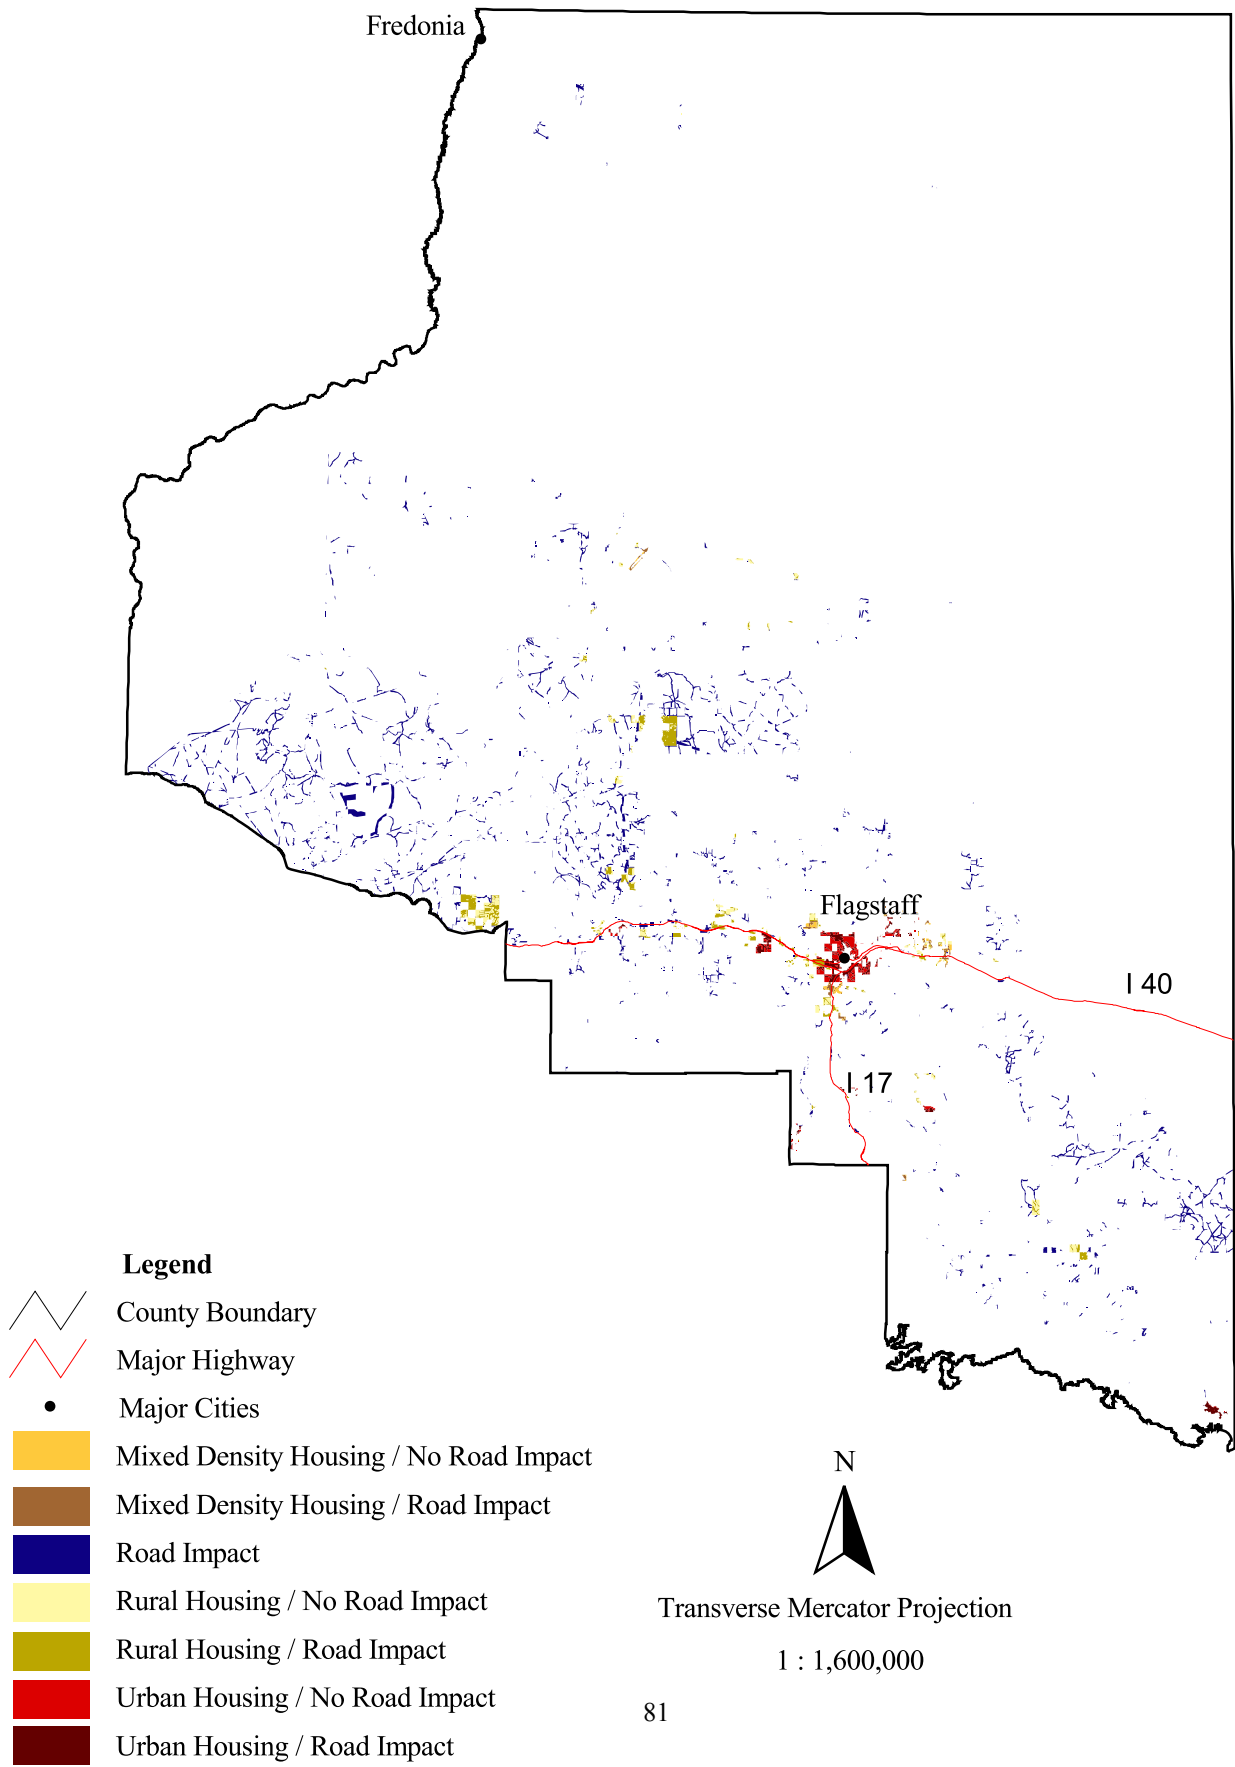 Fredonia
Flagstaff
I 40
I 17
Legend
County Boundary
Major Highway
Major Cities
Mixed Density Housing / No Road Impact
Mixed Density Housing / Road Impact
Road Impact
Rural Housing / No Road Impact
Rural Housing / Road Impact
Urban Housing / No Road Impact
Urban Housing / Road Impact
N
Transverse Mercator Projection
1 : 1,600,000
81